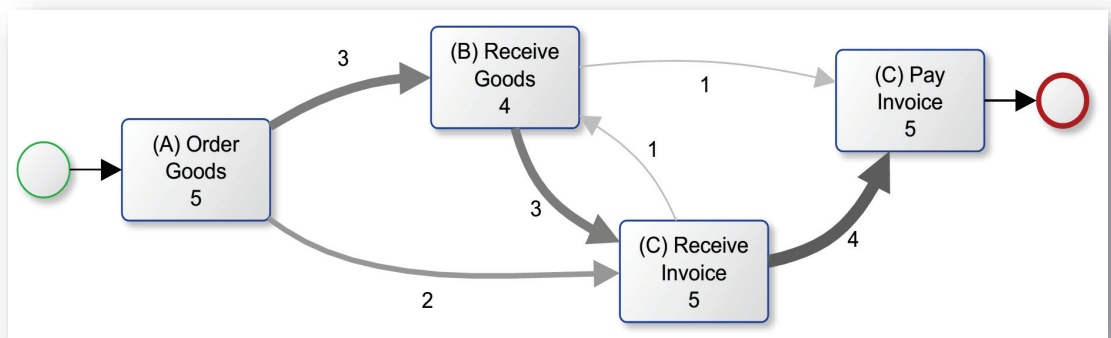 (A) Order
Goods
5
3
(B) Receive
Goods
4
1
(C) Pay
Invoice
5
1
3
2
(C) Receive
Invoice
5
4